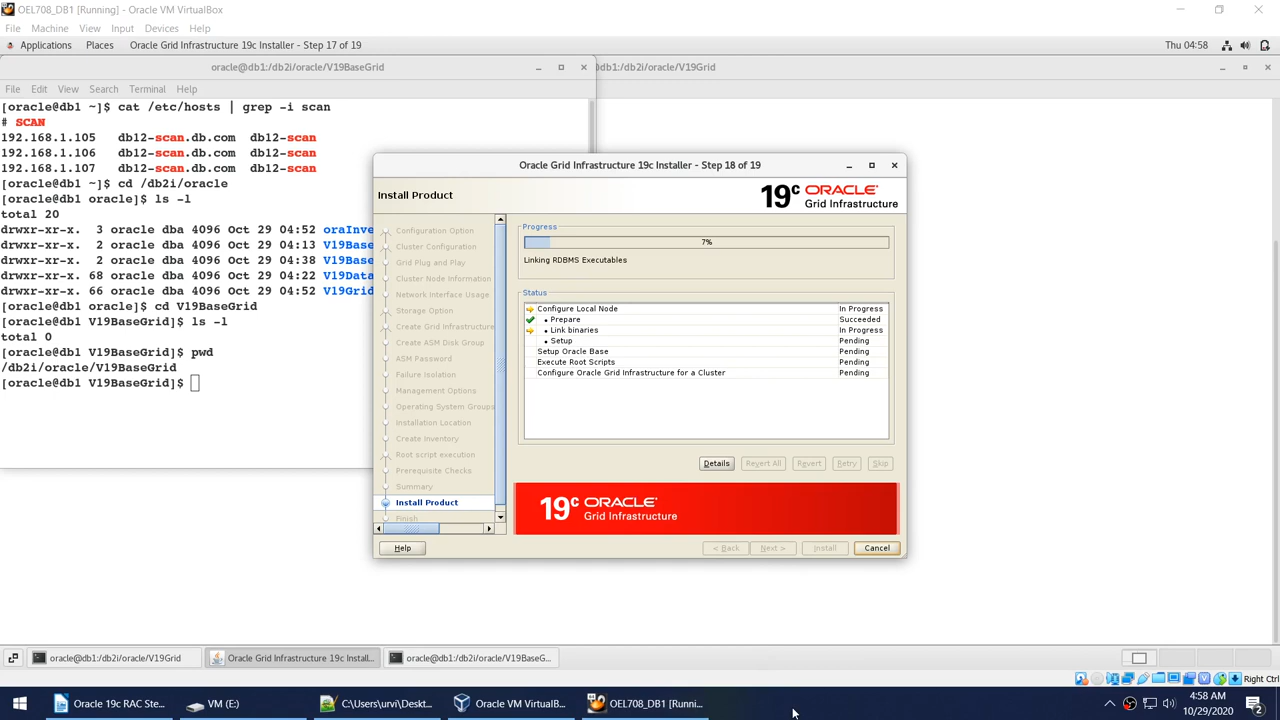 OEL708_DB1 [Running] - Oracle VM VirtualBox
File Machine View Input Devices Help
Applications Places Oracle Grid Infrastructure 19c Installer - Step 17 of 19 Thu 04:58
oracle@db1:/db2i/oracle/V19BaseGrid
oracle@db1:/db2i/oracle/V19Grid
File Edit View Search Terminal Help
[oracle@db1 ~]$ cat /etc/hosts | grep -i scan
# SCAN
192.168.1.105 db12-scan.db.com db12-scan
192.168.1.106 db12-scan.db.com db12-scan
192.168.1.107 db12-scan.db.com db12-scan
[oracle@db1 ~]$ cd /db2i/oracle
[oracle@db1 oracle]$ ls -l
total 20
drwxr-xr-x. 3 oracle dba 4096 Oct 29 04:52 oraInve
drwxr-xr-x. 2 oracle dba 4096 Oct 29 04:13 V19Base
drwxr-xr-x. 2 oracle dba 4096 Oct 29 04:38 V19Base
drwxr-xr-x. 68 oracle dba 4096 Oct 29 04:22 V19Data
drwxr-xr-x. 66 oracle dba 4096 Oct 29 04:52 V19Grid
[oracle@db1 oracle]$ cd V19BaseGrid
[oracle@db1 V19BaseGrid]$ ls -l
total 0
[oracle@db1 V19BaseGrid]$ pwd
/db2i/oracle/V19BaseGrid
[oracle@db1 V19BaseGrid]$
Oracle Grid Infrastructure 19c Installer - Step 18 of 19
Install Product
19c ORACLE
Grid Infrastructure
Configuration Option
Cluster Configuration
Grid Plug and Play
Cluster Node Information
Network Interface Usage
Storage Option
Create Grid Infrastructure
Create ASM Disk Group
ASM Password
Failure Isolation
Management Options
Operating System Groups
Installation Location
Create Inventory
Root script execution
Prerequisite Checks
Summary
Install Product
Finish
Progress
7%
Linking RDBMS Executables
Status
Configure Local Node In Progress
• Prepare Succeeded
• Link binaries In Progress
• Setup Pending
Setup Oracle Base Pending
Execute Root Scripts Pending
Configure Oracle Grid Infrastructure for a Cluster Pending
Details Revert All Revert Retry Skip
19c ORACLE
Grid Infrastructure
Help < Back Next > Install Cancel
oracle@db1:/db2i/oracle/V19Grid Oracle Grid Infrastructure 19c Install... oracle@db1:/db2i/oracle/V19BaseG...
Right Ctrl
Oracle 19c RAC Ste... VM (E:) C:\Users\urvi\Deskt... Oracle VM VirtualB... OEL708_DB1 [Runni...
4:58 AM
10/29/2020
2